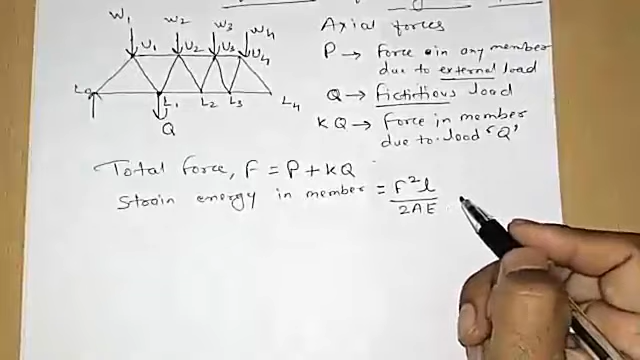 W1 W2 W3 W4
U1 U2 U3 U4
L0 L1 L2 L3 L4
Q
Axial forces
P → Force in any member
due to external load
Q → fictitious load
KQ → Force in member
due to load 'Q'
Total force, F = P + KQ
Strain energy in member = F²l
2AE